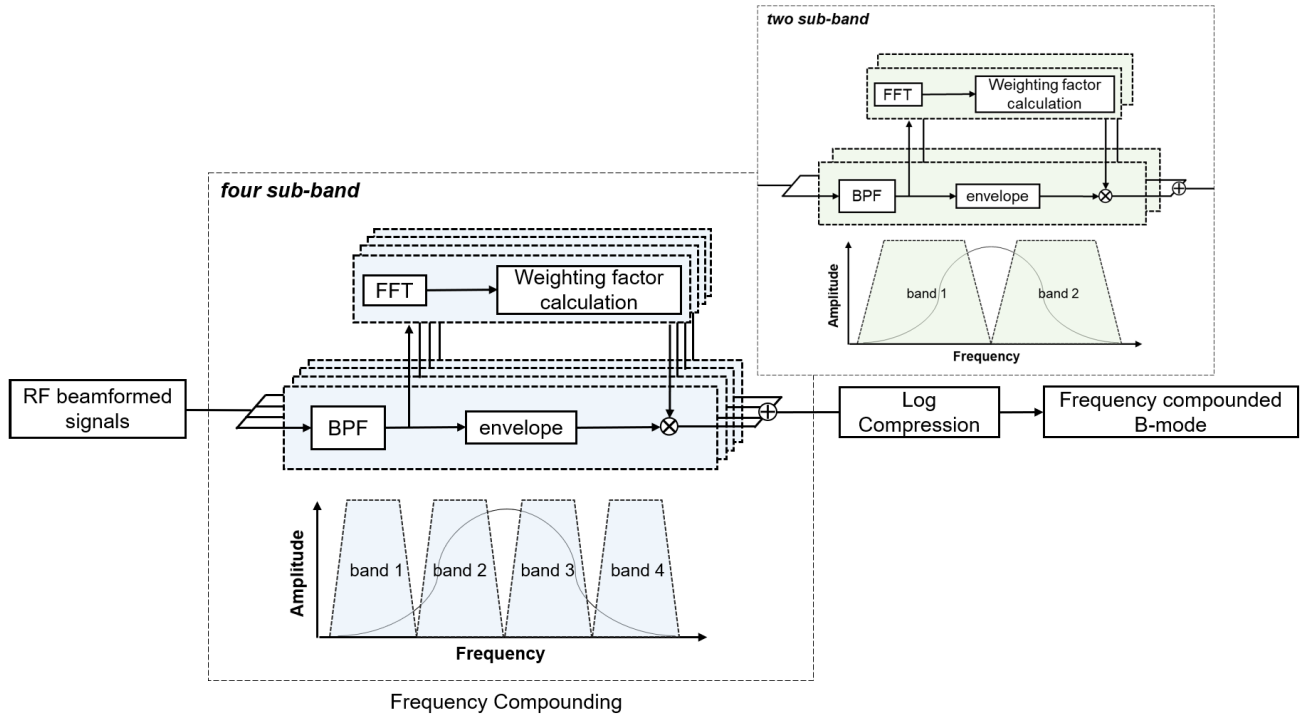 two sub-band
FFT
Weighting factor
calculation
BPF
envelope
Amplitude
band 1
band 2
Frequency
four sub-band
FFT
Weighting factor
calculation
RF beamformed
signals
BPF
envelope
Log
Compression
Frequency compounded
B-mode
Amplitude
band 1
band 2
band 3
band 4
Frequency
Frequency Compounding